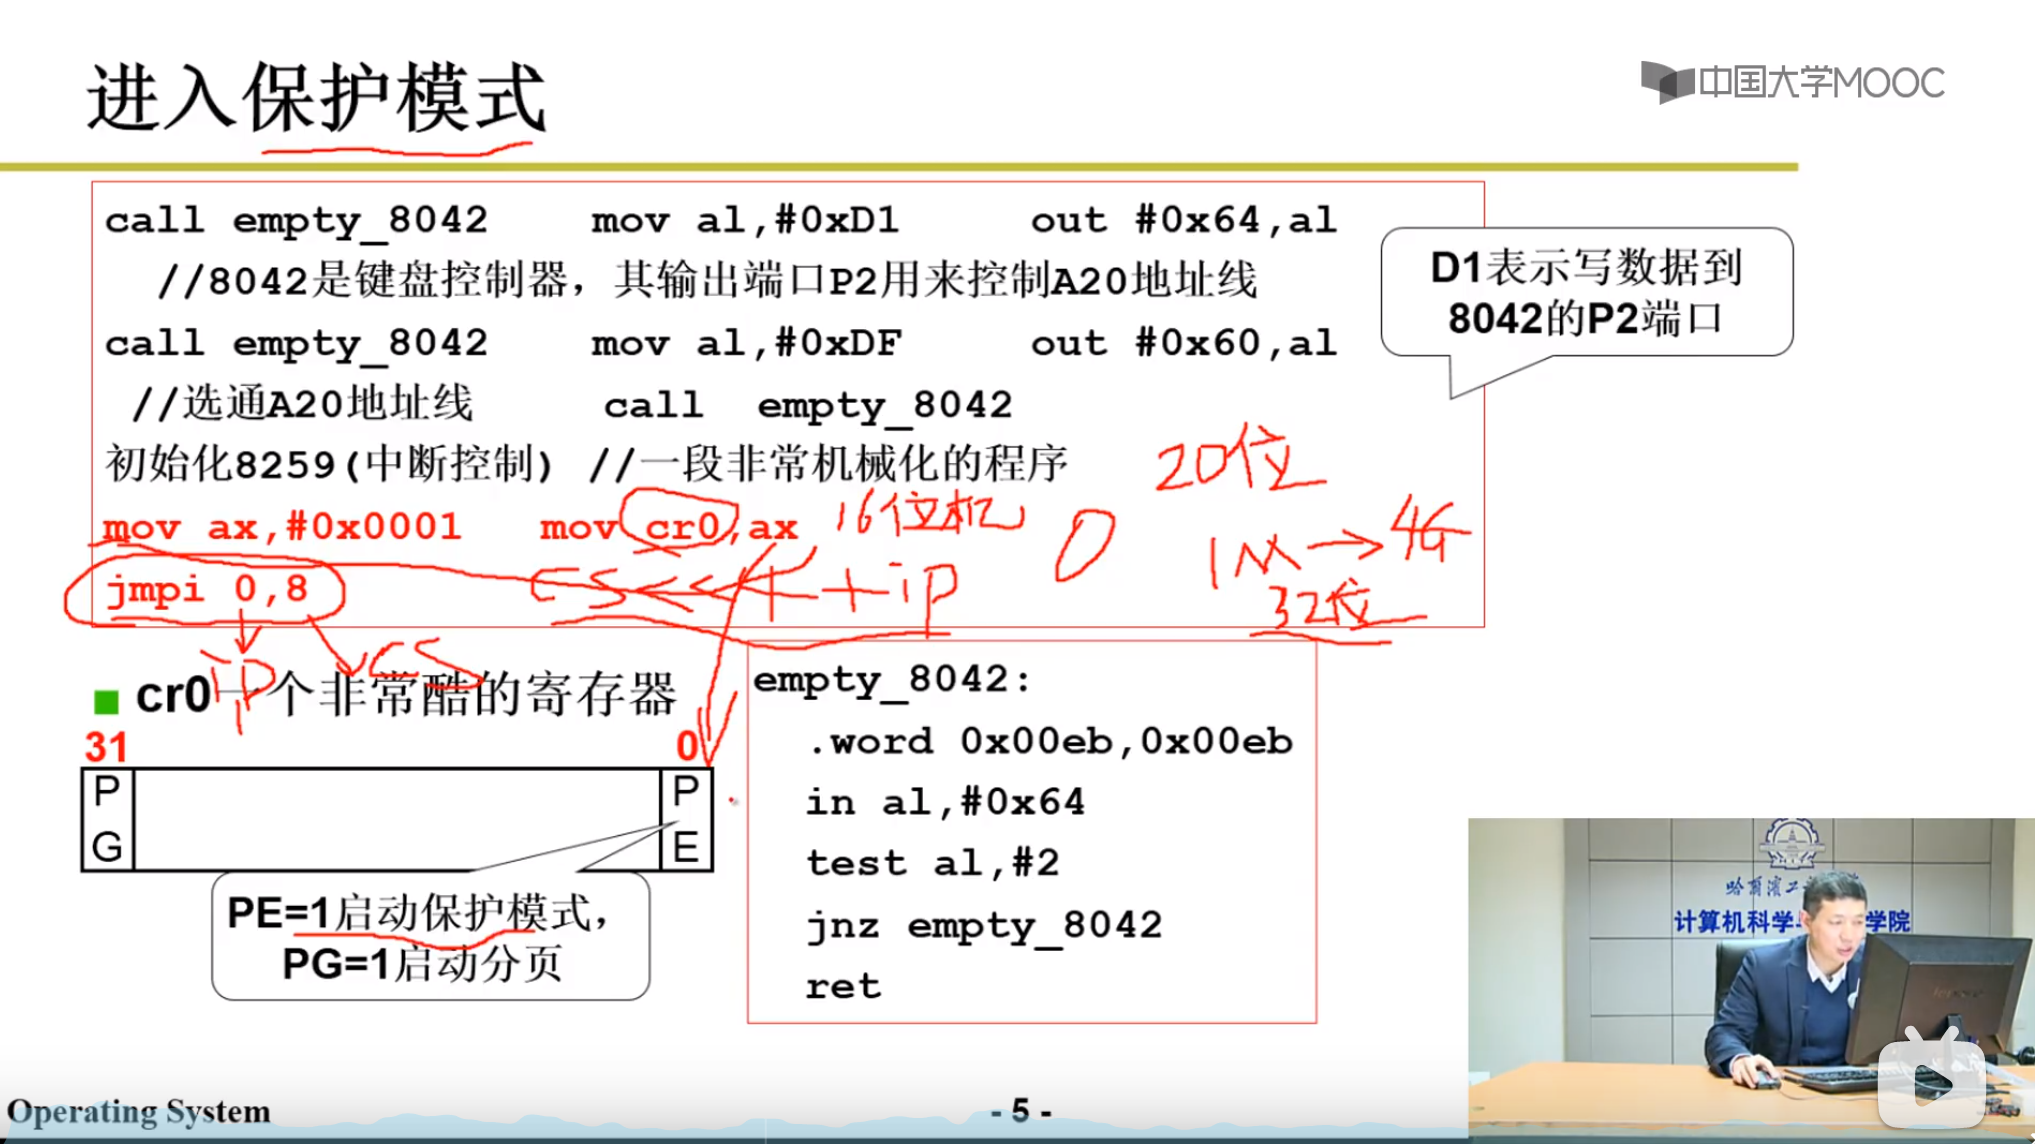 进入保护模式
中国大学MOOC
call empty_8042 mov al,#0xD1 out #0x64,al
//8042是键盘控制器，其输出端口P2用来控制A20地址线
D1表示写数据到
8042的P2端口
call empty_8042 mov al,#0xDF out #0x60,al
//选通A20地址线 call empty_8042
初始化8259(中断控制) //一段非常机械化的程序
20位
mov ax,#0x0001 mov cr0,ax 16位机 0
1M→4G
jmpi 0,8 CS<<4+ip
32位
ip CS
cr0一个非常酷的寄存器
31 0
P P
G E
PE=1启动保护模式，
PG=1启动分页
empty_8042:
.word 0x00eb,0x00eb
in al,#0x64
test al,#2
jnz empty_8042
ret
计算机科学与 学院
Operating System
- 5 -